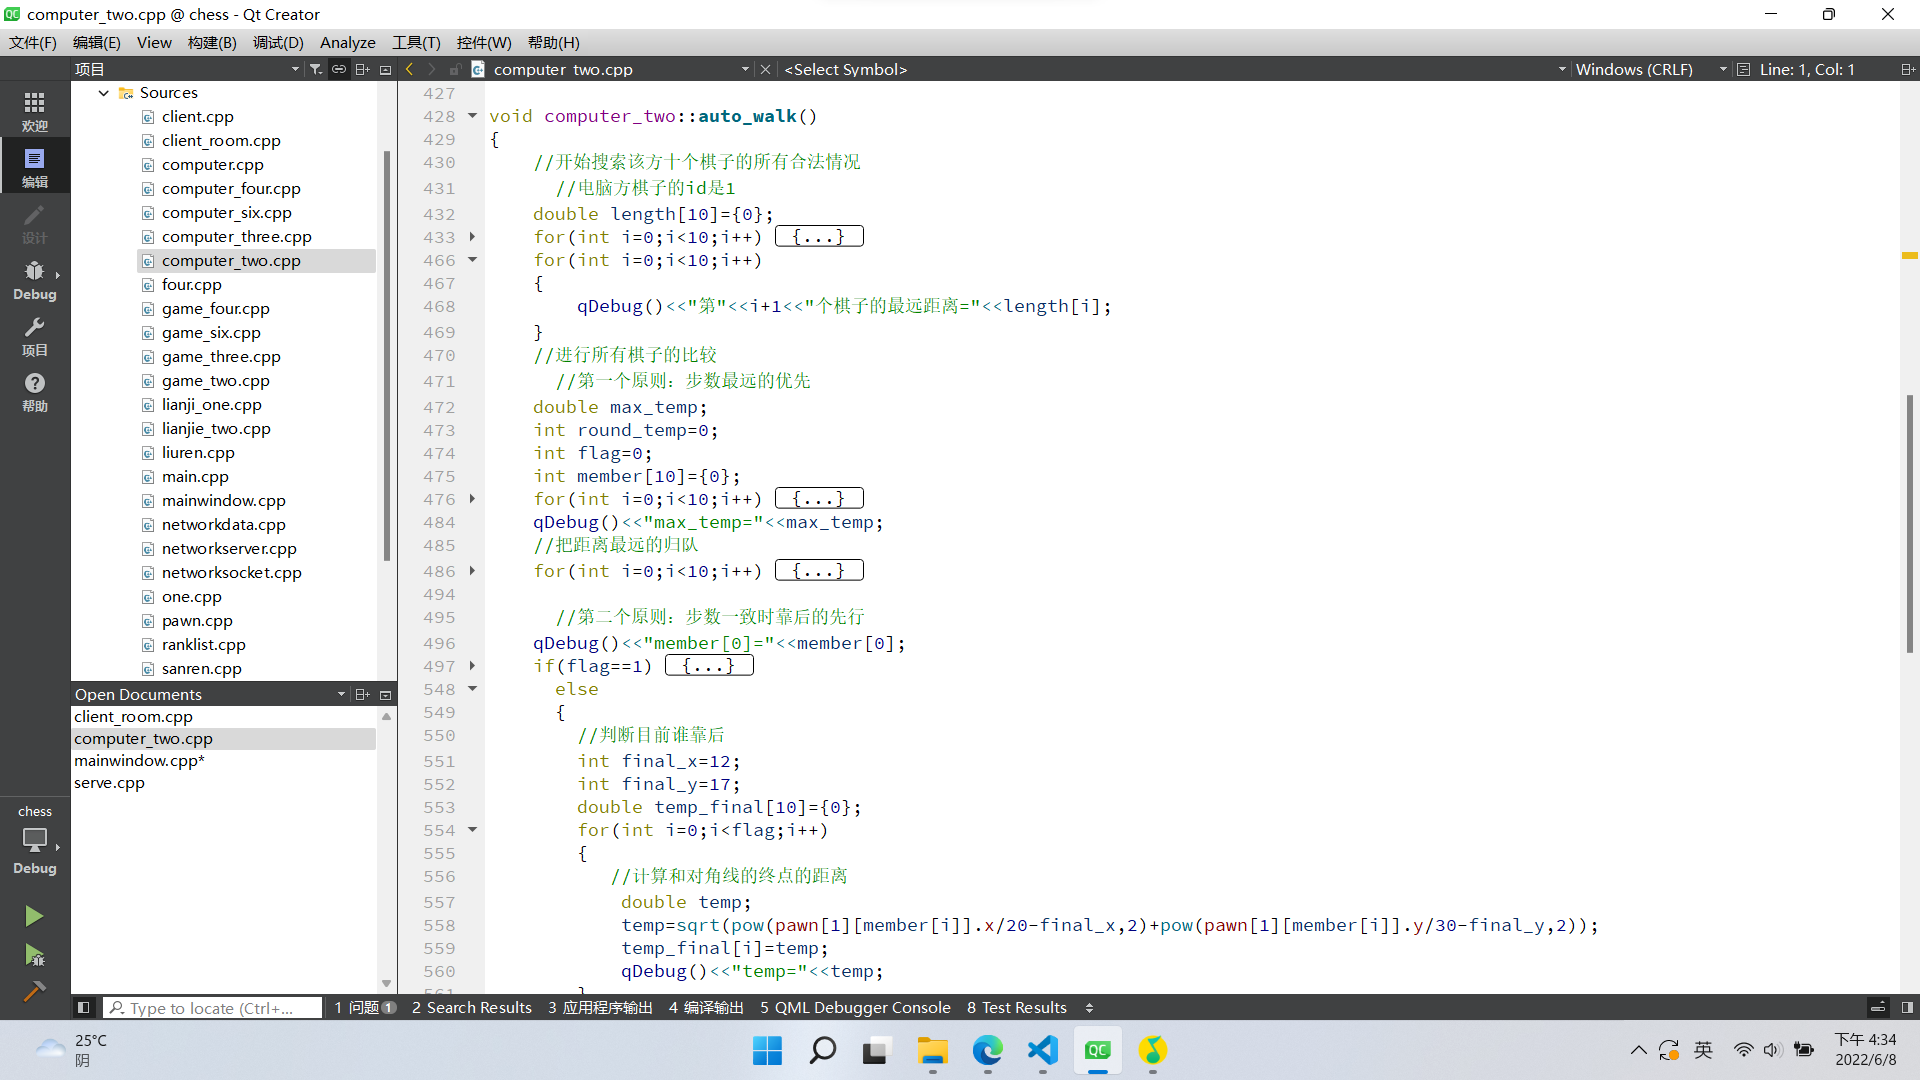 computer_two.cpp @ chess - Qt Creator
文件(F) 编辑(E) View 构建(B) 调试(D) Analyze 工具(T) 控件(W) 帮助(H)
项目
computer_two.cpp <Select Symbol> Windows (CRLF) Line: 1, Col: 1
欢迎
编辑
设计
Debug
项目
帮助
chess
Debug
Sources
client.cpp
client_room.cpp
computer.cpp
computer_four.cpp
computer_six.cpp
computer_three.cpp
computer_two.cpp
four.cpp
game_four.cpp
game_six.cpp
game_three.cpp
game_two.cpp
lianji_one.cpp
lianjie_two.cpp
liuren.cpp
main.cpp
mainwindow.cpp
networkdata.cpp
networkserver.cpp
networksocket.cpp
one.cpp
pawn.cpp
ranklist.cpp
sanren.cpp
Open Documents
client_room.cpp
computer_two.cpp
mainwindow.cpp*
serve.cpp
427
428 void computer_two::auto_walk()
429 {
430 //开始搜索该方十个棋子的所有合法情况
431 //电脑方棋子的id是1
432 double length[10]={0};
433 for(int i=0;i<10;i++) {...}
466 for(int i=0;i<10;i++)
467 {
468 qDebug()<<"第"<<i+1<<"个棋子的最远距离="<<length[i];
469 }
470 //进行所有棋子的比较
471 //第一个原则：步数最远的优先
472 double max_temp;
473 int round_temp=0;
474 int flag=0;
475 int member[10]={0};
476 for(int i=0;i<10;i++) {...}
484 qDebug()<<"max_temp="<<max_temp;
485 //把距离最远的归队
486 for(int i=0;i<10;i++) {...}
494
495 //第二个原则：步数一致时靠后的先行
496 qDebug()<<"member[0]="<<member[0];
497 if(flag==1) {...}
548 else
549 {
550 //判断目前谁靠后
551 int final_x=12;
552 int final_y=17;
553 double temp_final[10]={0};
554 for(int i=0;i<flag;i++)
555 {
556 //计算和对角线的终点的距离
557 double temp;
558 temp=sqrt(pow(pawn[1][member[i]].x/20-final_x,2)+pow(pawn[1][member[i]].y/30-final_y,2));
559 temp_final[i]=temp;
560 qDebug()<<"temp="<<temp;
561 }
Type to locate (Ctrl+... 1 问题 1 2 Search Results 3 应用程序输出 4 编译输出 5 QML Debugger Console 8 Test Results
25°C
阴
英
下午 4:34
2022/6/8